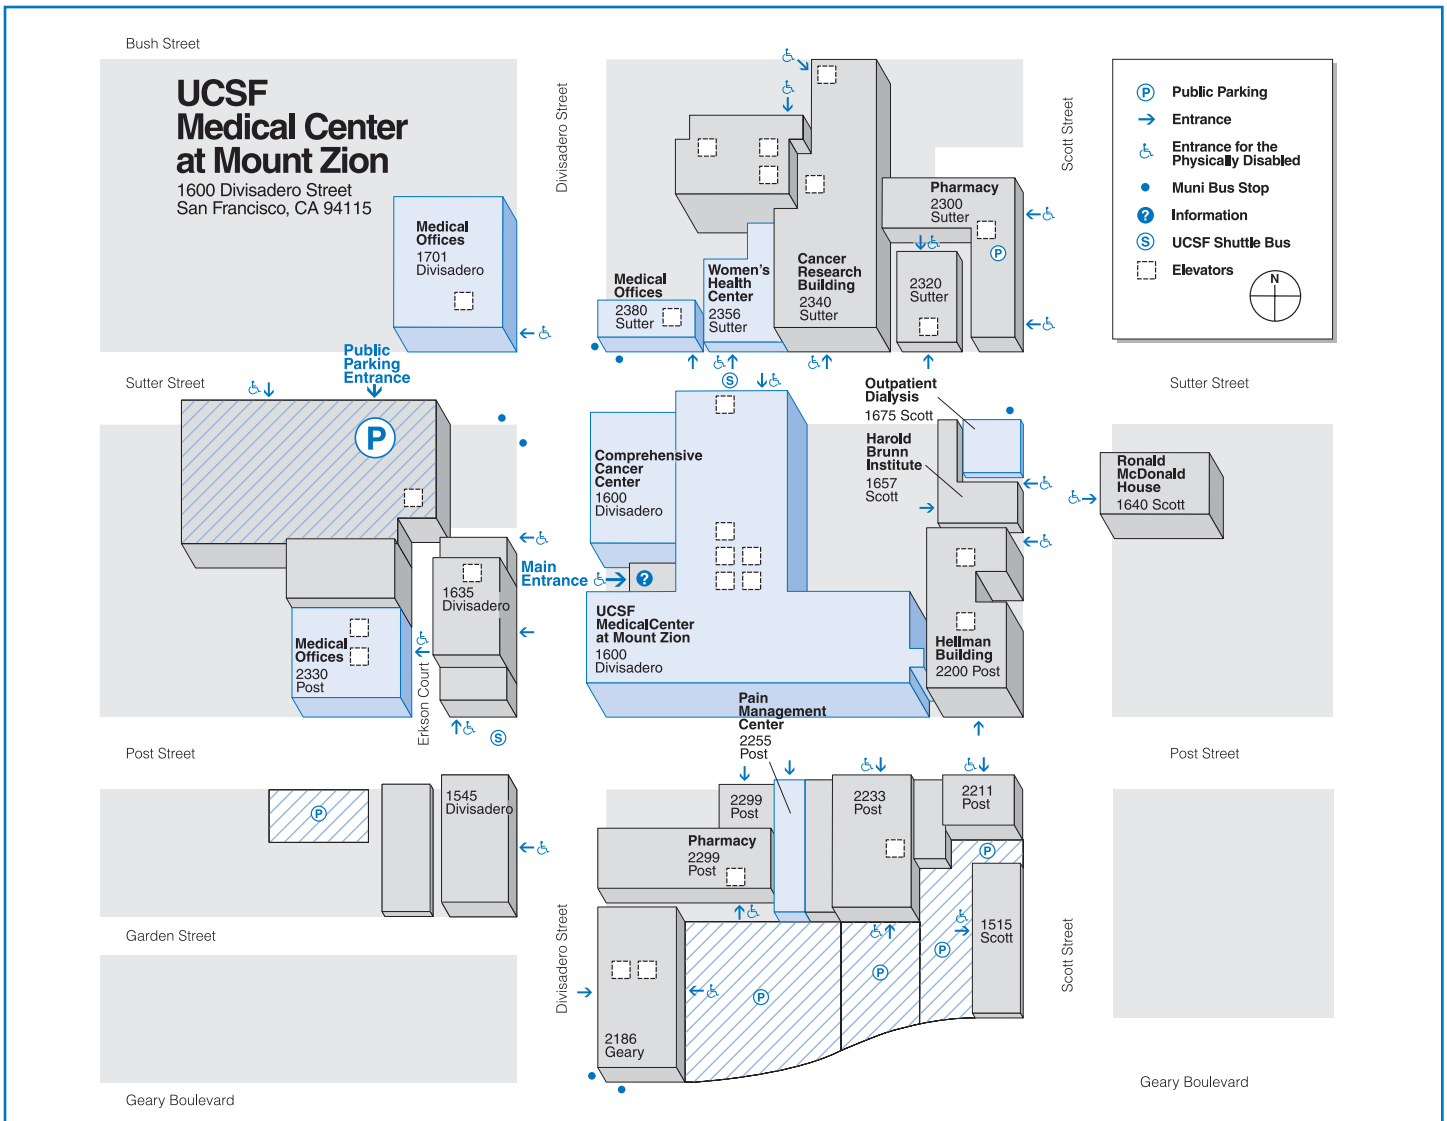 Bush Street
UCSF
Medical Center
at Mount Zion
1600 Divisadero Street
San Francisco, CA 94115
Medical
Offices
1701
Divisadero
Divisadero Street
Scott Street
Medical
Offices
2380
Sutter
Women's
Health
Center
2356
Sutter
Cancer
Research
Building
2340
Sutter
Pharmacy
2300
Sutter
P
2320
Sutter
P Public Parking
Entrance
Entrance for the
Physically Disabled
Muni Bus Stop
? Information
S UCSF Shuttle Bus
Elevators
N
Public
Parking
Entrance
Sutter Street
S
Sutter Street
P
Comprehensive
Cancer
Center
1600
Divisadero
Outpatient
Dialysis
1675 Scott
Harold
Brunn
Institute
1657
Scott
Ronald
McDonald
House
1640 Scott
Main
Entrance
?
1635
Divisadero
UCSF
MedicalCenter
at Mount Zion
1600
Divisadero
Medical
Offices
2330
Post
Erkson Court
Hellman
Building
2200 Post
S
Pain
Management
Center
2255
Post
Post Street
Post Street
P
1545
Divisadero
2299
Post
2233
Post
2211
Post
Pharmacy
2299
Post
P
Garden Street
Divisadero Street
1515
Scott
Scott Street
P
P
P
2186
Geary
Geary Boulevard
Geary Boulevard